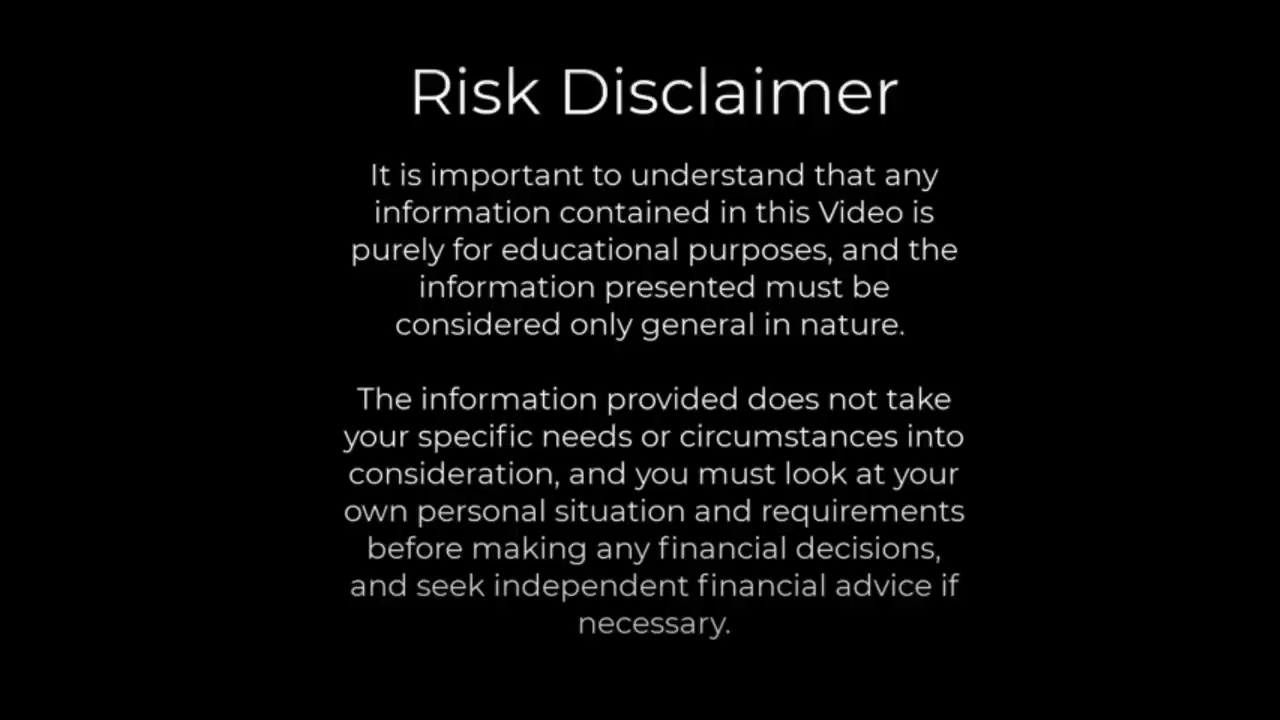 Risk Disclaimer
It is important to understand that any
information contained in this Video is
purely for educational purposes, and the
information presented must be
considered only general in nature.
The information provided does not take
your specific needs or circumstances into
consideration, and you must look at your
own personal situation and requirements
before making any financial decisions,
and seek independent financial advice if
necessary.